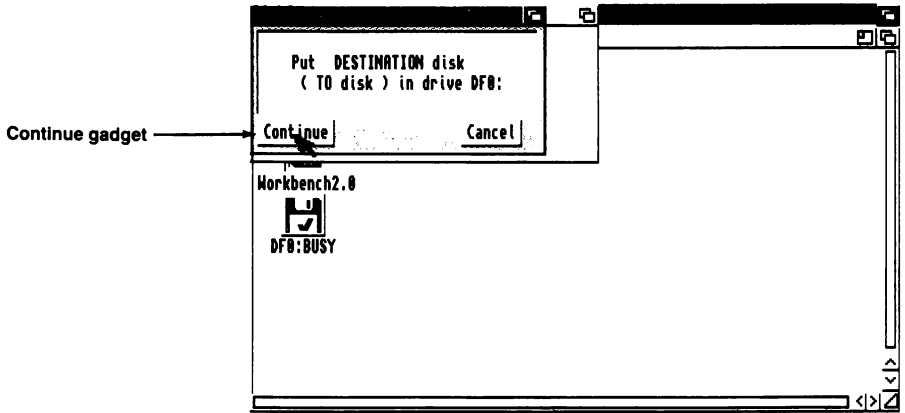 Put DESTINATION disk
( TO disk ) in drive DF0:
Continue gadget
Continue
Cancel
Workbench2.0
DF0:BUSY